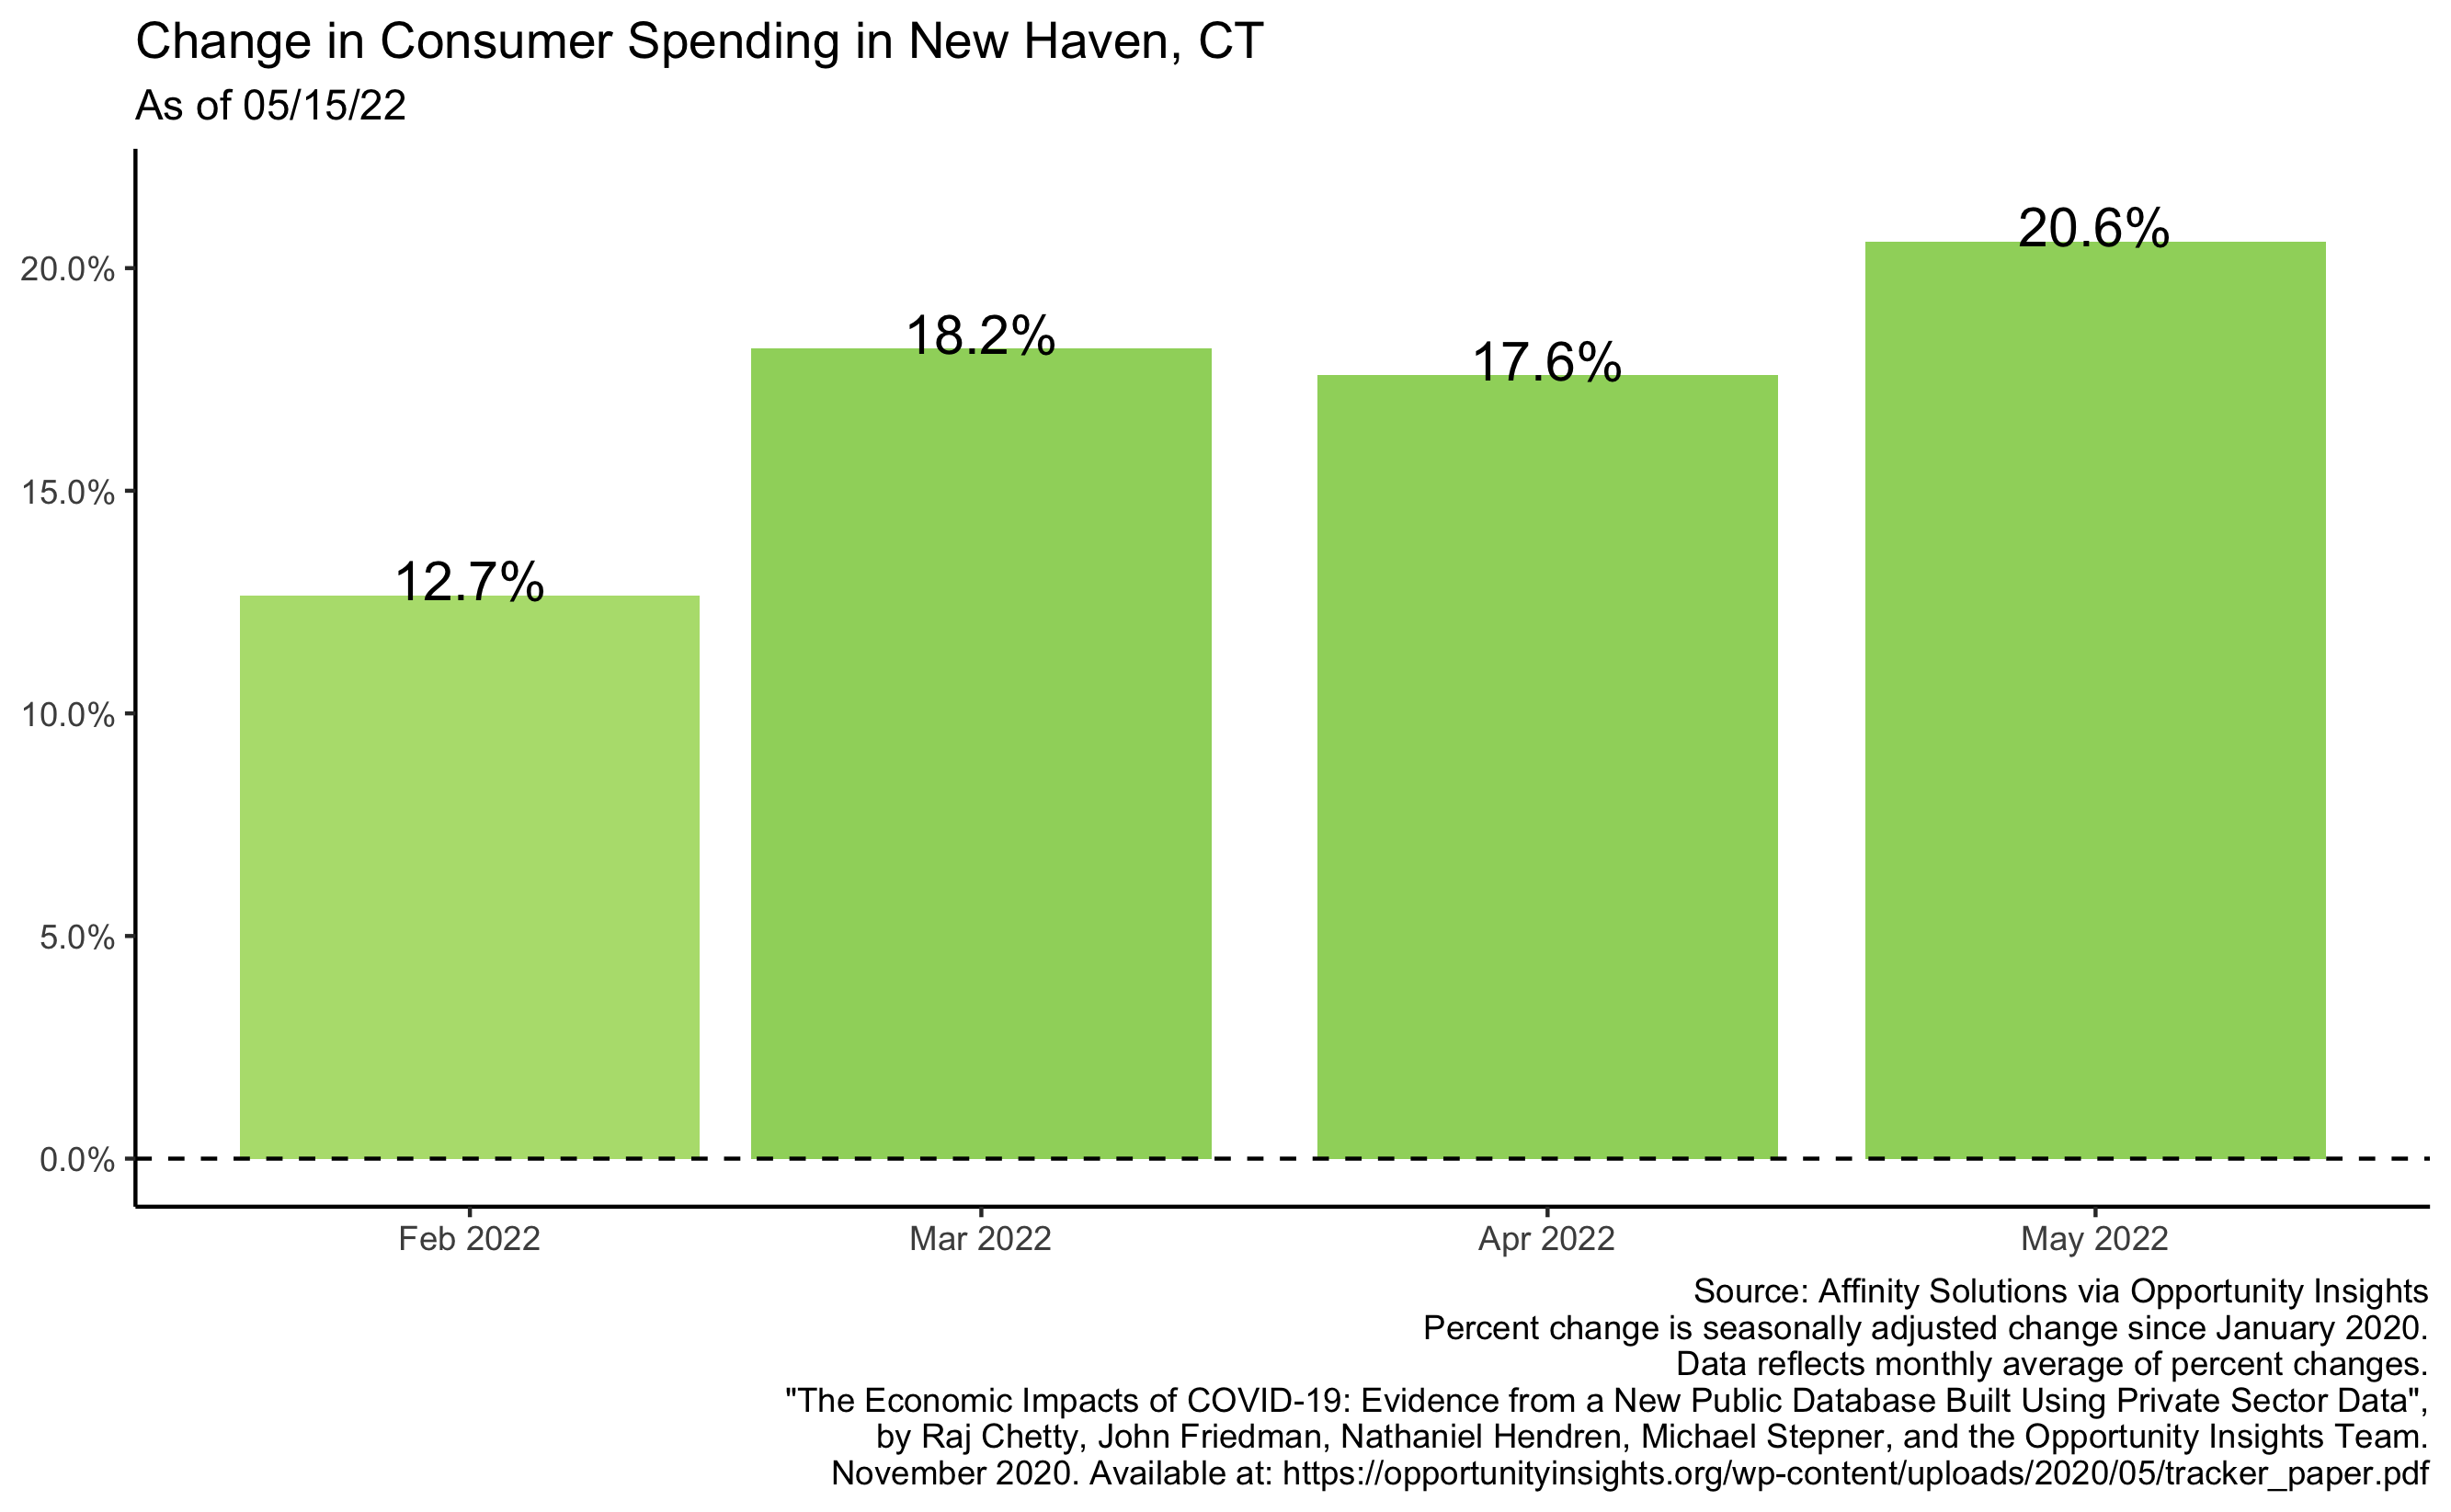 Change in Consumer Spending in New Haven, CT
As of 05/15/22
20.0%
15.0%
10.0%
5.0%
0.0%
12.7%
18.2%
17.6%
20.6%
Feb 2022
Mar 2022
Apr 2022
May 2022
Source: Affinity Solutions via Opportunity Insights
Percent change is seasonally adjusted change since January 2020.
Data reflects monthly average of percent changes.
"The Economic Impacts of COVID-19: Evidence from a New Public Database Built Using Private Sector Data",
by Raj Chetty, John Friedman, Nathaniel Hendren, Michael Stepner, and the Opportunity Insights Team.
November 2020. Available at: https://opportunityinsights.org/wp-content/uploads/2020/05/tracker_paper.pdf